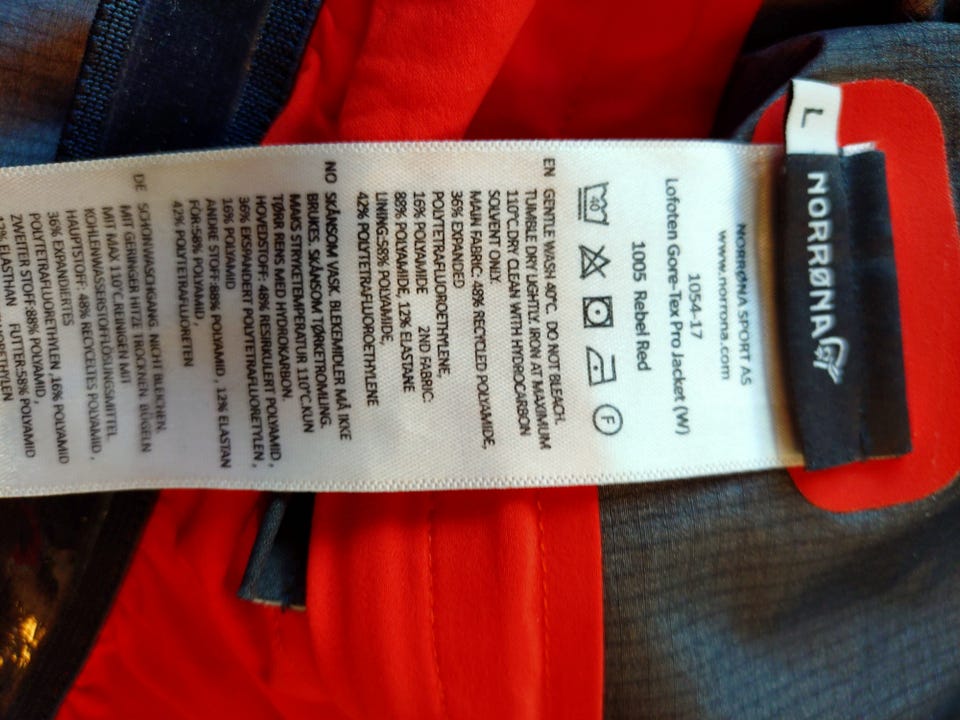 L
NORRØNA
NORRØNA SPORT AS
www.norrona.com
1054-17
Lofoten Gore-Tex Pro Jacket (W)
1005 Rebel Red
40 F
EN GENTLE WASH 40°C. DO NOT BLEACH.
TUMBLE DRY LIGHTLY. IRON AT MAXIMUM
110°C.DRY CLEAN WITH HYDROCARBON
SOLVENT ONLY.
MAIN FABRIC: 48% RECYCLED POLYAMIDE,
36% EXPANDED
POLYTETRAFLUOROETHYLENE,
16% POLYAMIDE 2ND FABRIC:
88% POLYAMIDE, 12% ELASTANE
LINING:58% POLYAMIDE,
42% POLYTETRAFLUOROETHYLENE
NO SKÅNSOM VASK. BLEKEMIDLER MÅ IKKE
BRUKES. SKÅNSOM TØRKETROMLING.
MAKS STRYKETEMPERATUR 110°C.KUN
TØRR RENS MED HYDROKARBON.
HOVEDSTOFF: 48% RESIRKULERT POLYAMID,
36% EKSPANDERT POLYTETRAFLUORETYLEN,
16% POLYAMID
ANDRE STOFF:88% POLYAMID, 12% ELASTAN
FÔR:58% POLYAMID,
42% POLYTETRAFLUORETEN
DE SCHONWASCHGANG. NICHT BLEICHEN.
MIT GERINGER HITZE TROCKNEN. BÜGELN
MIT MAX 110°C.REINIGEN MIT
KOHLENWASSERSTOFFLÖSUNGSMITTEL.
HAUPTSTOFF: 48% RECYCELTES POLYAMID,
36% EXPANDIERTES
POLYTETRAFLUORETHYLEN ,16% POLYAMID
ZWEITER STOFF:88% POLYAMID,
12% ELASTHAN FUTTER:58% POLYAMID